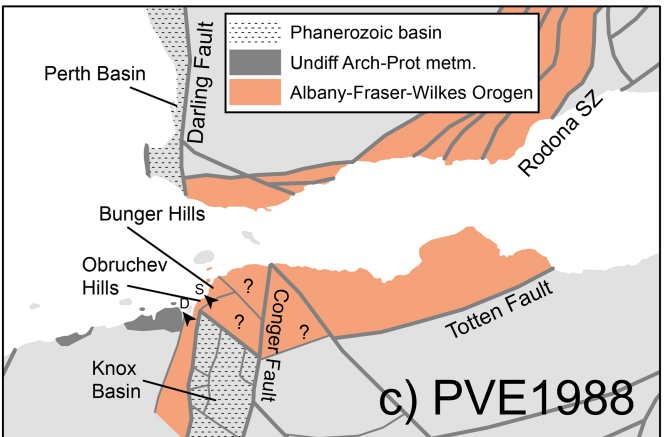 Phanerozoic basin
Undiff Arch-Prot metm.
Albany-Fraser-Wilkes Orogen
Perth Basin
Darling Fault
Rodona SZ
Bunger Hills
Obruchev
Hills
S
D
?
?
?
Conger Fault
Totten Fault
Knox
Basin
c) PVE1988